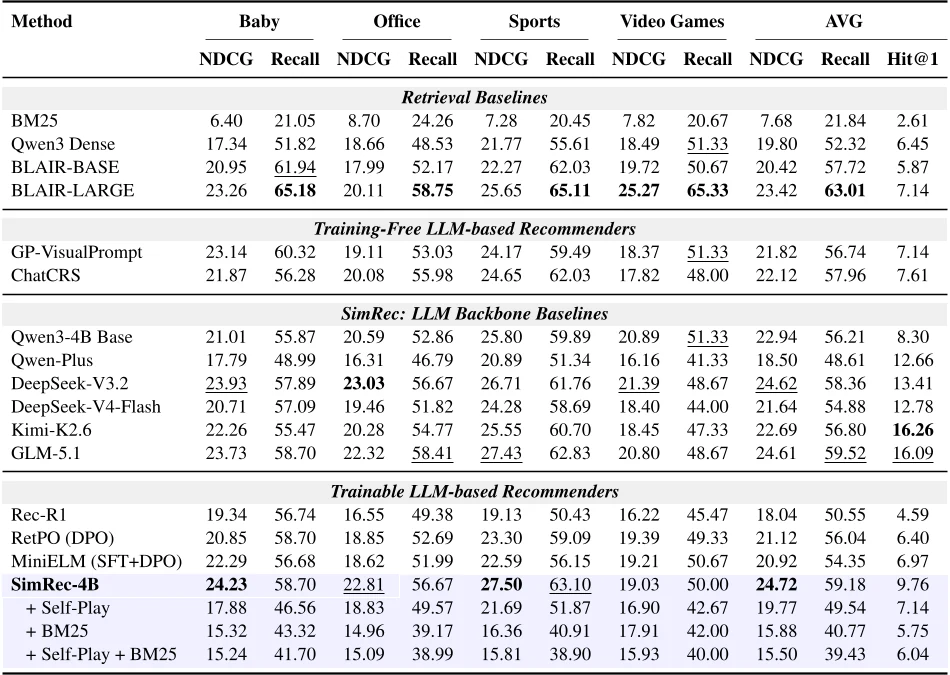 Method Baby Office Sports Video Games AVG
NDCG Recall NDCG Recall NDCG Recall NDCG Recall NDCG Recall Hit@1
Retrieval Baselines
BM25 6.40 21.05 8.70 24.26 7.28 20.45 7.82 20.67 7.68 21.84 2.61
Qwen3 Dense 17.34 51.82 18.66 48.53 21.77 55.61 18.49 51.33 19.80 52.32 6.45
BLAIR-BASE 20.95 61.94 17.99 52.17 22.27 62.03 19.72 50.67 20.42 57.72 5.87
BLAIR-LARGE 23.26 65.18 20.11 58.75 25.65 65.11 25.27 65.33 23.42 63.01 7.14
Training-Free LLM-based Recommenders
GP-VisualPrompt 23.14 60.32 19.11 53.03 24.17 59.49 18.37 51.33 21.82 56.74 7.14
ChatCRS 21.87 56.28 20.08 55.98 24.65 62.03 17.82 48.00 22.12 57.96 7.61
SimRec: LLM Backbone Baselines
Qwen3-4B Base 21.01 55.87 20.59 52.86 25.80 59.89 20.89 51.33 22.94 56.21 8.30
Qwen-Plus 17.79 48.99 16.31 46.79 20.89 51.34 16.16 41.33 18.50 48.61 12.66
DeepSeek-V3.2 23.93 57.89 23.03 56.67 26.71 61.76 21.39 48.67 24.62 58.36 13.41
DeepSeek-V4-Flash 20.71 57.09 19.46 51.82 24.28 58.69 18.40 44.00 21.64 54.88 12.78
Kimi-K2.6 22.26 55.47 20.28 54.77 25.55 60.70 18.45 47.33 22.69 56.80 16.26
GLM-5.1 23.73 58.70 22.32 58.41 27.43 62.83 20.80 48.67 24.61 59.52 16.09
Trainable LLM-based Recommenders
Rec-R1 19.34 56.74 16.55 49.38 19.13 50.43 16.22 45.47 18.04 50.55 4.59
RetPO (DPO) 20.85 58.70 18.85 52.69 23.30 59.09 19.39 49.33 21.12 56.04 6.40
MiniELM (SFT+DPO) 22.29 56.68 18.62 51.99 22.59 56.15 19.21 50.67 20.92 54.35 6.97
SimRec-4B 24.23 58.70 22.81 56.67 27.50 63.10 19.03 50.00 24.72 59.18 9.76
+ Self-Play 17.88 46.56 18.83 49.57 21.69 51.87 16.90 42.67 19.77 49.54 7.14
+ BM25 15.32 43.32 14.96 39.17 16.36 40.91 17.91 42.00 15.88 40.77 5.75
+ Self-Play + BM25 15.24 41.70 15.09 38.99 15.81 38.90 15.93 40.00 15.50 39.43 6.04